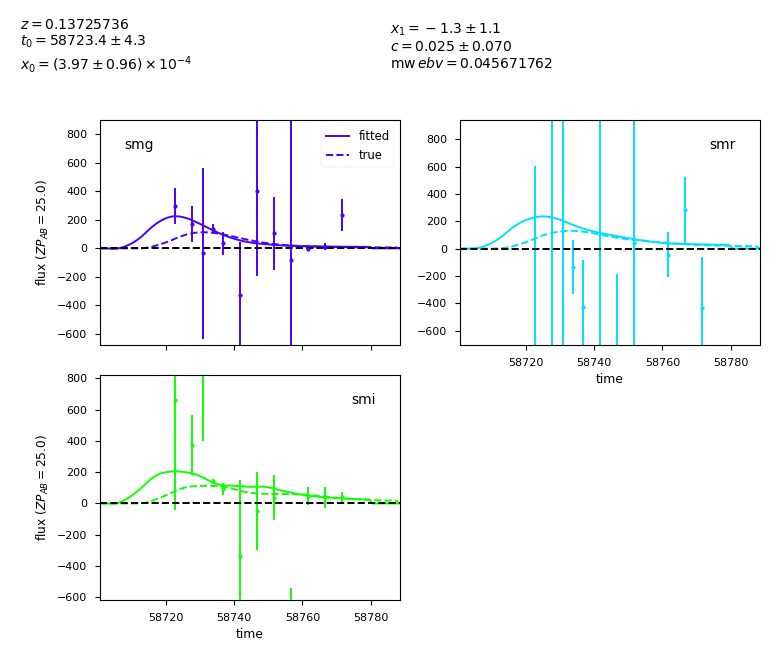 z = 0.13725736
t₀ = 58723.4 ± 4.3
x₀ = (3.97 ± 0.96) × 10⁻⁴
x₁ = −1.3 ± 1.1
c = 0.025 ± 0.070
mw ebv = 0.045671762
smg
fitted
true
800
600
400
200
0
−200
−400
−600
flux (ZP_AB = 25.0)
smr
800
600
400
200
0
−200
−400
−600
58720 58740 58760 58780
time
smi
800
600
400
200
0
−200
−400
−600
flux (ZP_AB = 25.0)
58720 58740 58760 58780
time